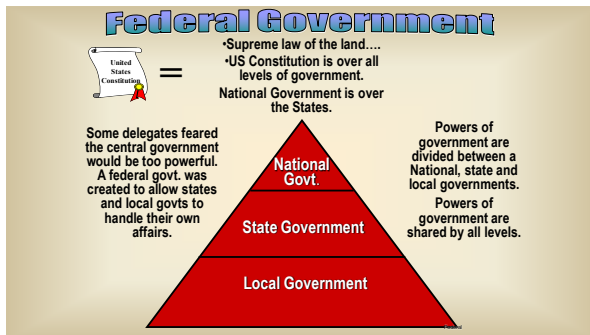 Federal Government
United
States
Constitution
=
•Supreme law of the land….
•US Constitution is over all
levels of government.
National Government is over
the States.
Some delegates feared
the central government
would be too powerful.
A federal govt. was
created to allow states
and local govts to
handle their own
affairs.
National
Govt.
State Government
Local Government
Powers of
government are
divided between a
National, state and
local governments.
Powers of
government are
shared by all levels.
Federal